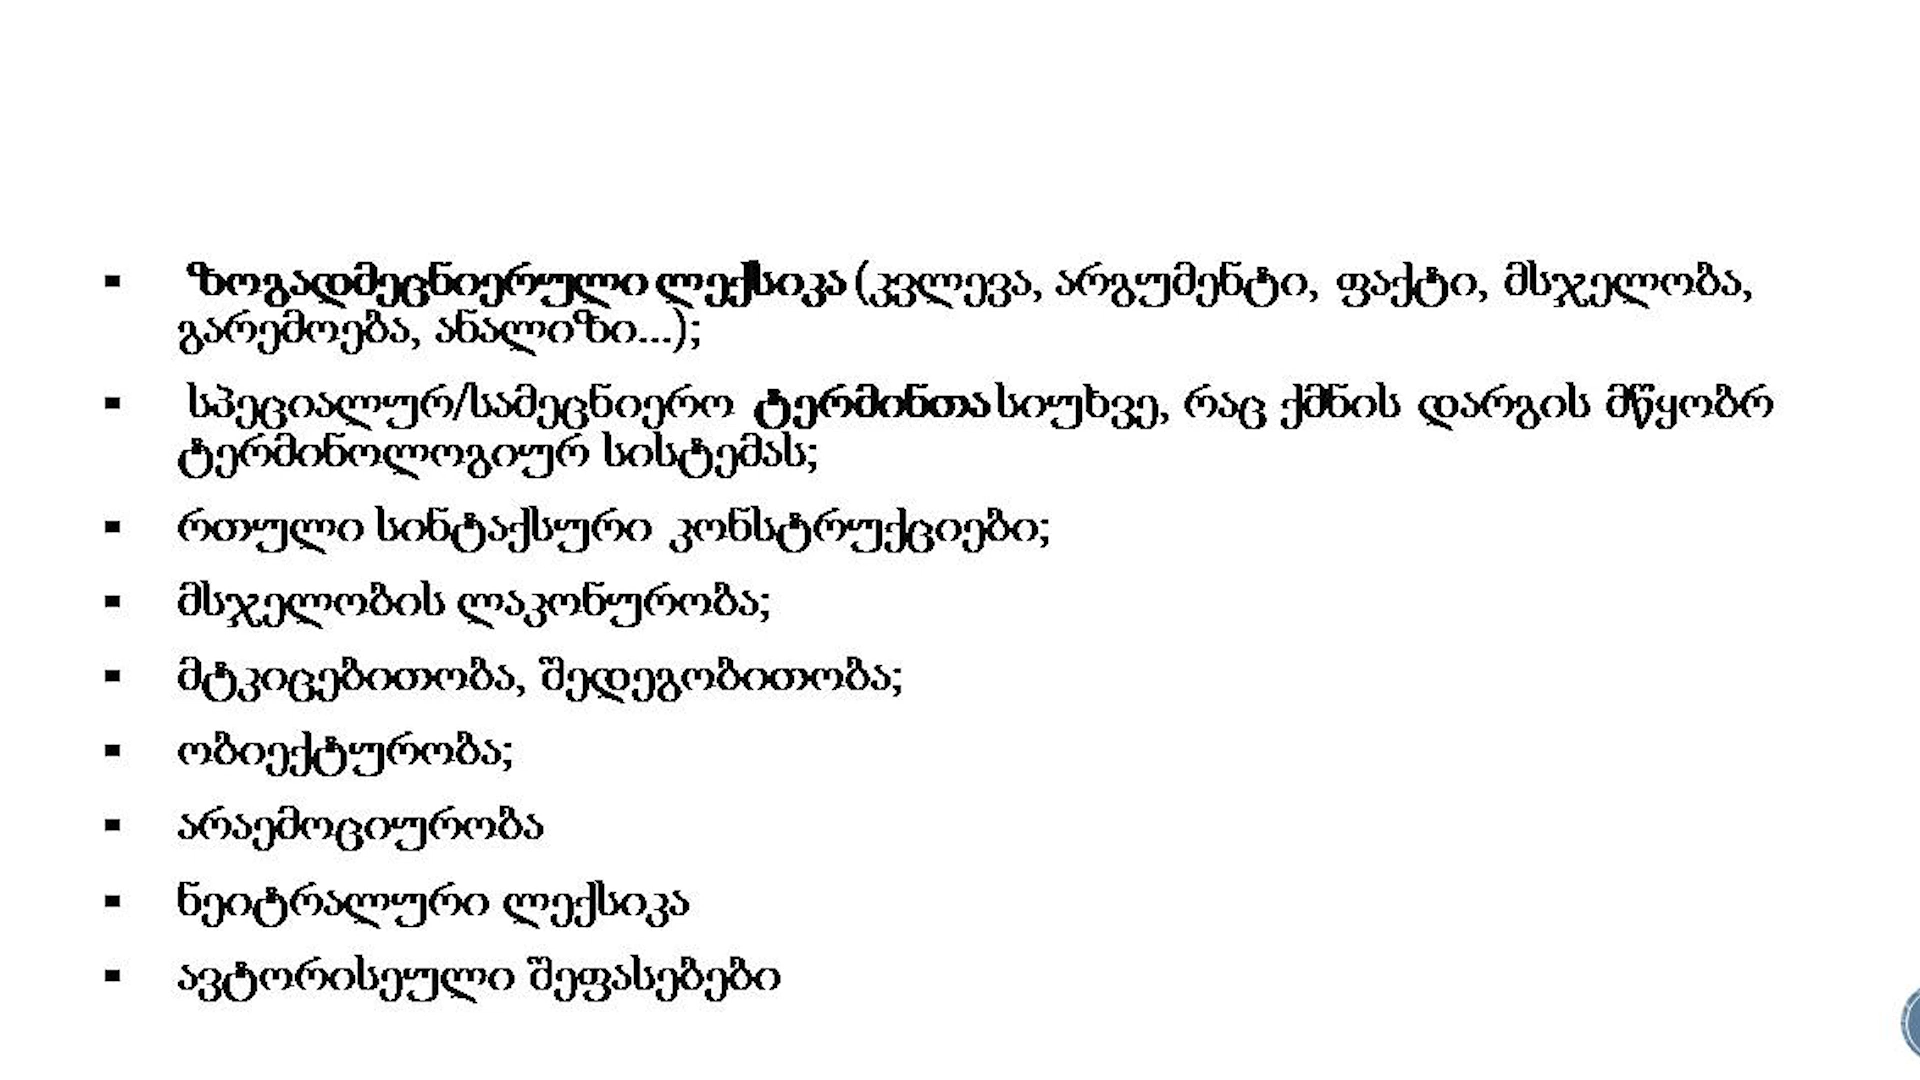 ▪ ზოგადმეცნიერული ლექსიკა (კვლევა, არგუმენტი, ფაქტი, მსჯელობა,
გარემოება, ანალიზი...);
▪ სპეციალურ/სამეცნიერო ტერმინთა სიუხვე, რაც ქმნის დარგის მწყობრ
ტერმინოლოგიურ სისტემას;
▪ რთული სინტაქსური კონსტრუქციები;
▪ მსჯელობის ლაკონურობა;
▪ მტკიცებითობა, შედეგობითობა;
▪ ობიექტურობა;
▪ არაემოციურობა
▪ ნეიტრალური ლექსიკა
▪ ავტორისეული შეფასებები